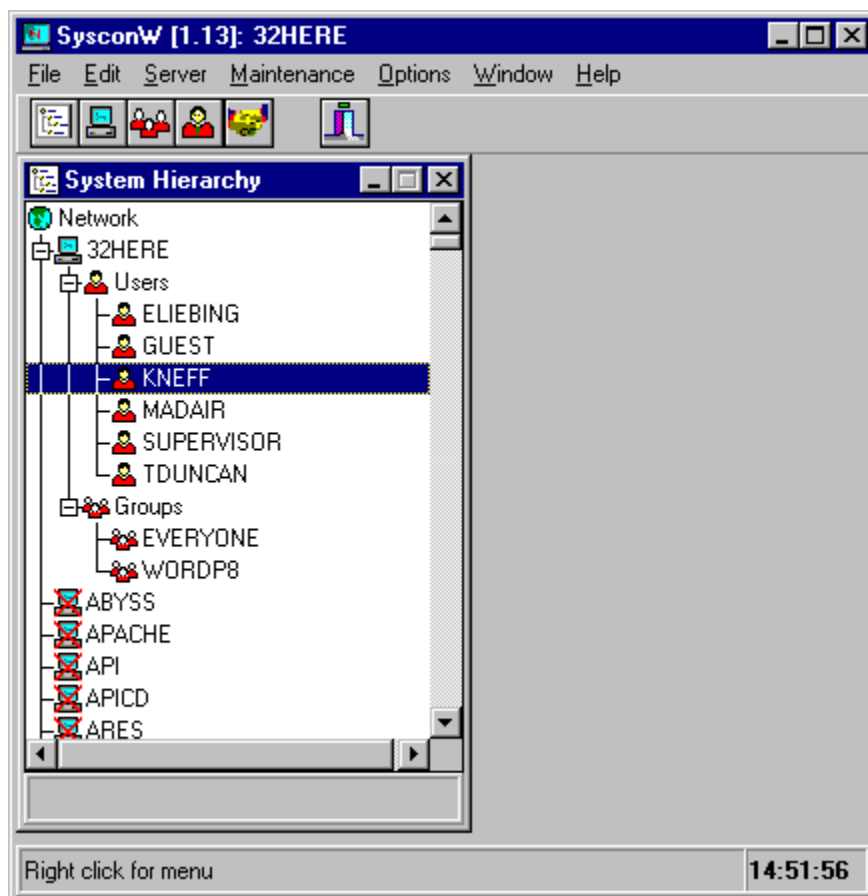 SysconW [1.13]: 32HERE
File Edit Server Maintenance Options Window Help
System Hierarchy
Network
32HERE
Users
ELIEBING
GUEST
KNEFF
MADAIR
SUPERVISOR
TDUNCAN
Groups
EVERYONE
WORDP8
ABYSS
APACHE
API
APICD
ARES
Right click for menu
14:51:56